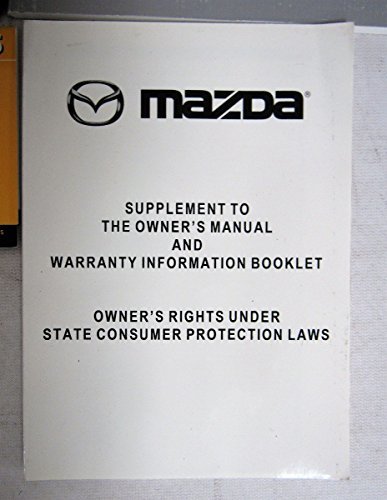 mazda®
SUPPLEMENT TO
THE OWNER'S MANUAL
AND
WARRANTY INFORMATION BOOKLET
OWNER'S RIGHTS UNDER
STATE CONSUMER PROTECTION LAWS